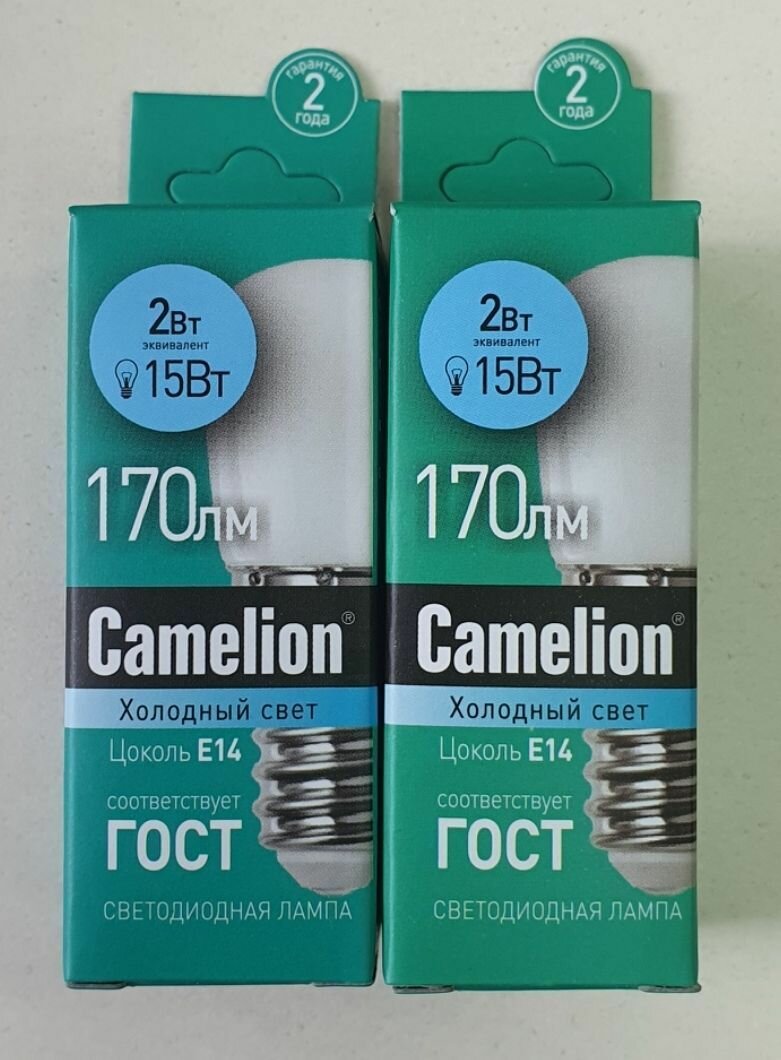 гарантия
2
года
2Вт
эквивалент
15Вт
170лм
Camelion®
Холодный свет
Цоколь E14
соответствует
ГОСТ
СВЕТОДИОДНАЯ ЛАМПА
гарантия
2
года
2Вт
эквивалент
15Вт
170лм
Camelion®
Холодный свет
Цоколь E14
соответствует
ГОСТ
СВЕТОДИОДНАЯ ЛАМПА